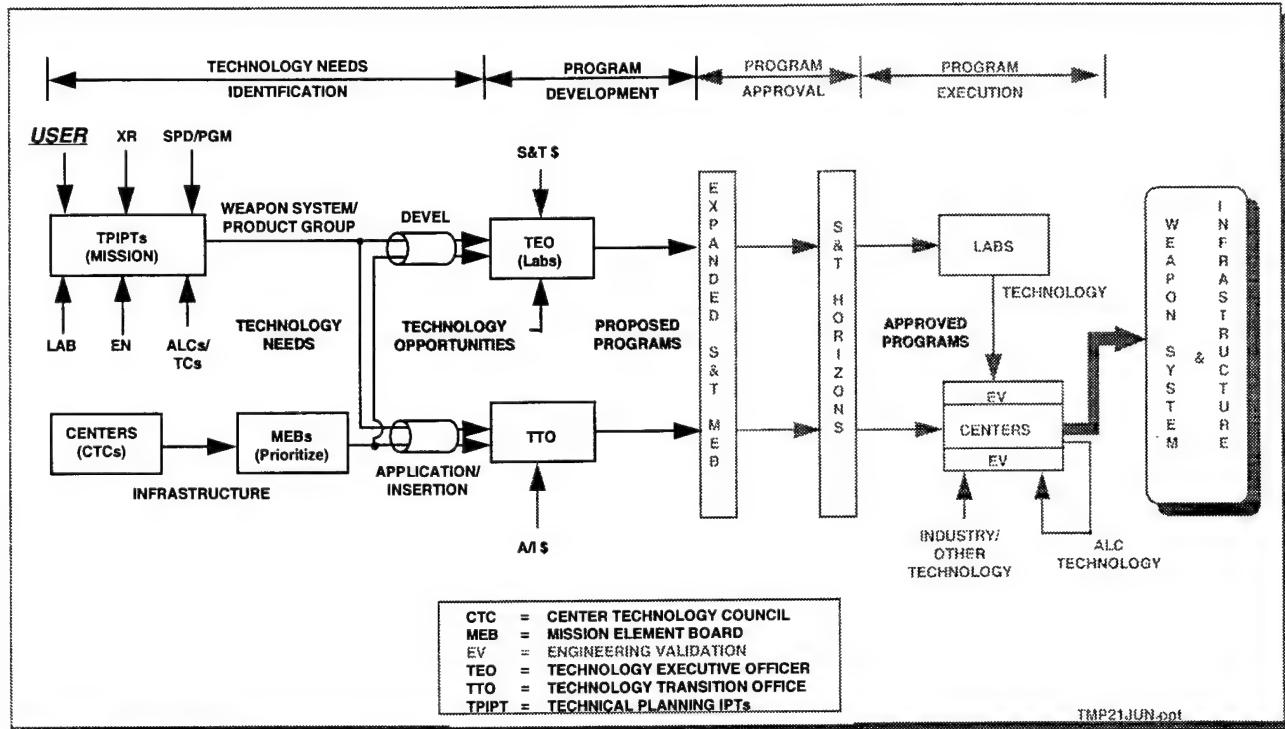 TECHNOLOGY NEEDS
IDENTIFICATION
PROGRAM
DEVELOPMENT
PROGRAM
APPROVAL
PROGRAM
EXECUTION
USER
XR
SPD/PGM
TPIPTs
(MISSION)
LAB
EN
ALCs/
TCs
WEAPON SYSTEM/
PRODUCT GROUP
TECHNOLOGY
NEEDS
CENTERS
(CTCs)
INFRASTRUCTURE
MEBs
(Prioritize)
DEVEL
APPLICATION/
INSERTION
S&T $
TEO
(Labs)
TECHNOLOGY
OPPORTUNITIES
TTO
A/I $
PROPOSED
PROGRAMS
EXPANDED S&T MEB
S&T HORIZONS
LABS
TECHNOLOGY
APPROVED
PROGRAMS
EV
CENTERS
EV
INDUSTRY/
OTHER
TECHNOLOGY
ALC
TECHNOLOGY
WEAPON SYSTEM
&
INFRASTRUCTURE
CTC = CENTER TECHNOLOGY COUNCIL
MEB = MISSION ELEMENT BOARD
EV = ENGINEERING VALIDATION
TEO = TECHNOLOGY EXECUTIVE OFFICER
TTO = TECHNOLOGY TRANSITION OFFICE
TPIPT = TECHNICAL PLANNING IPTs
TMP21JUN.ppt